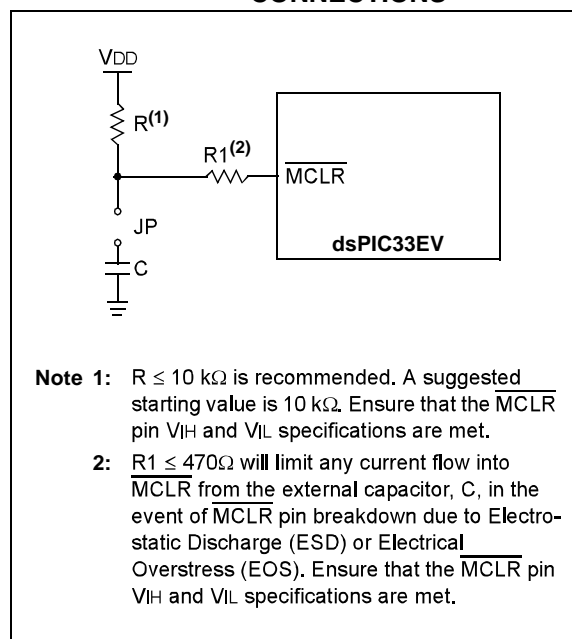 CONNECTIONS
VDD
R(1)
R1(2)
MCLR
JP
dsPIC33EV
C
Note 1: R ≤ 10 kΩ is recommended. A suggested
starting value is 10 kΩ. Ensure that the MCLR
pin VIH and VIL specifications are met.
2: R1 ≤ 470Ω will limit any current flow into
MCLR from the external capacitor, C, in the
event of MCLR pin breakdown due to Electro-
static Discharge (ESD) or Electrical
Overstress (EOS). Ensure that the MCLR pin
VIH and VIL specifications are met.